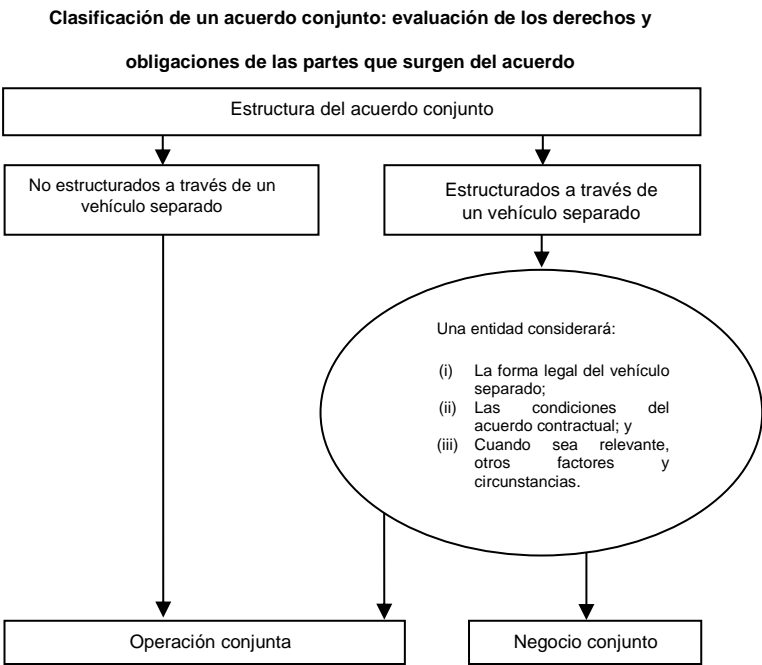 Clasificación de un acuerdo conjunto: evaluación de los derechos y
obligaciones de las partes que surgen del acuerdo
Estructura del acuerdo conjunto
No estructurados a través de un
vehículo separado
Estructurados a través de
un vehículo separado
Una entidad considerará:
(i) La forma legal del vehículo
separado;
(ii) Las condiciones del
acuerdo contractual; y
(iii) Cuando sea relevante,
otros factores y
circunstancias.
Operación conjunta
Negocio conjunto